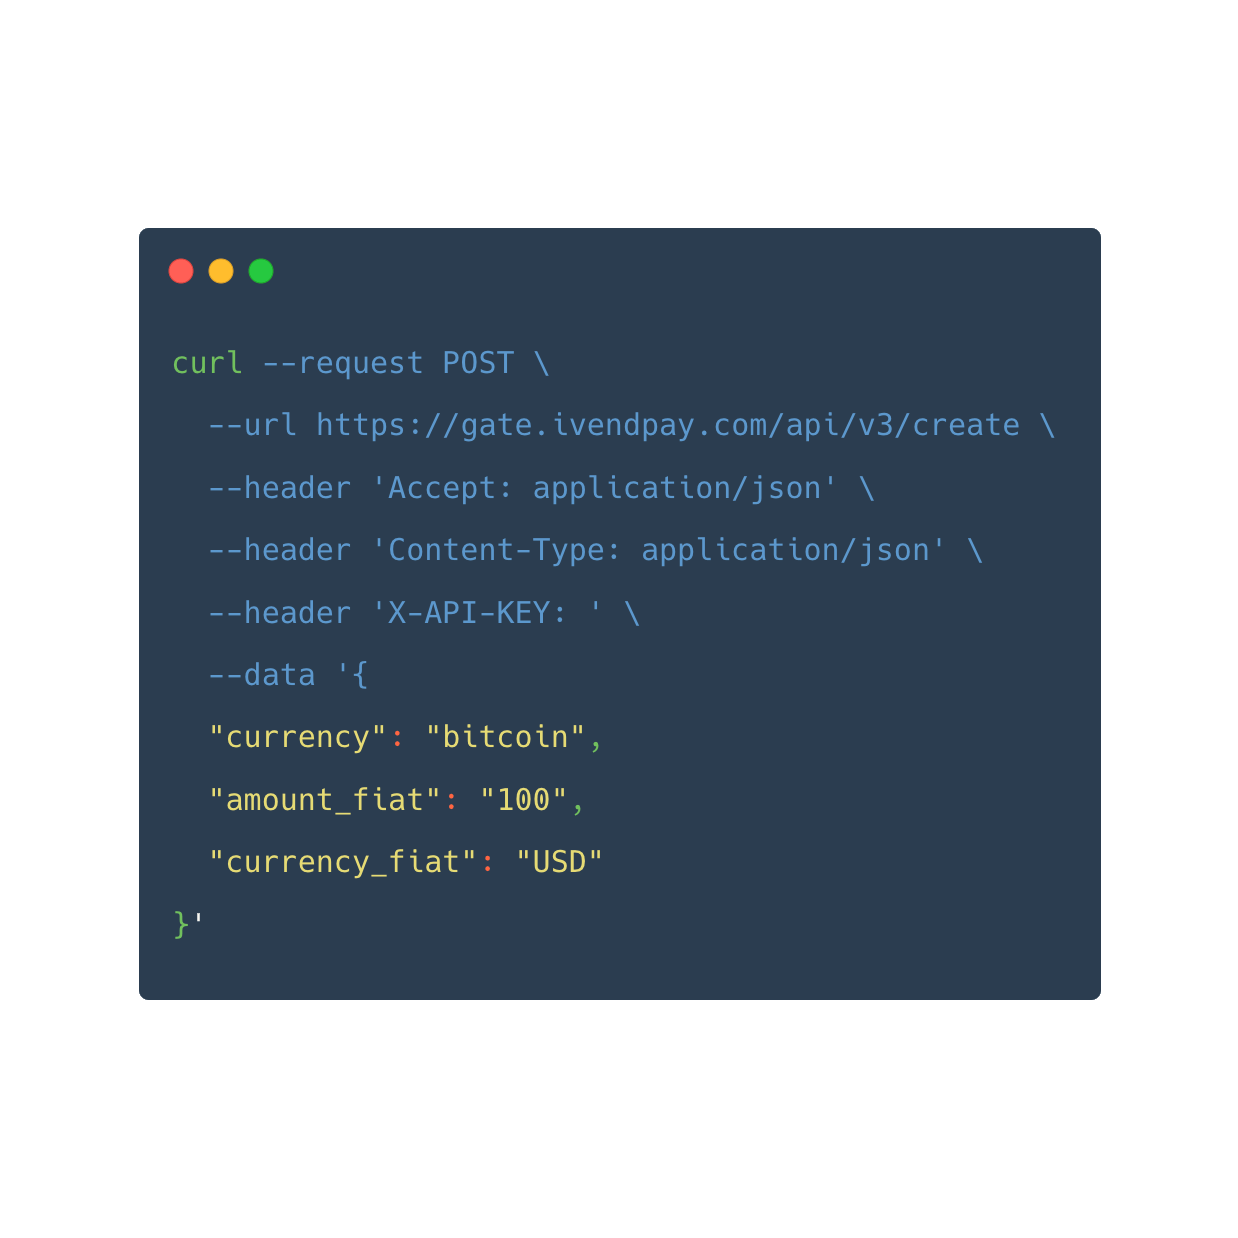 curl --request POST \
  --url https://gate.ivendpay.com/api/v3/create \
  --header 'Accept: application/json' \
  --header 'Content-Type: application/json' \
  --header 'X-API-KEY: ' \
  --data '{
  "currency": "bitcoin",
  "amount_fiat": "100",
  "currency_fiat": "USD"
}'